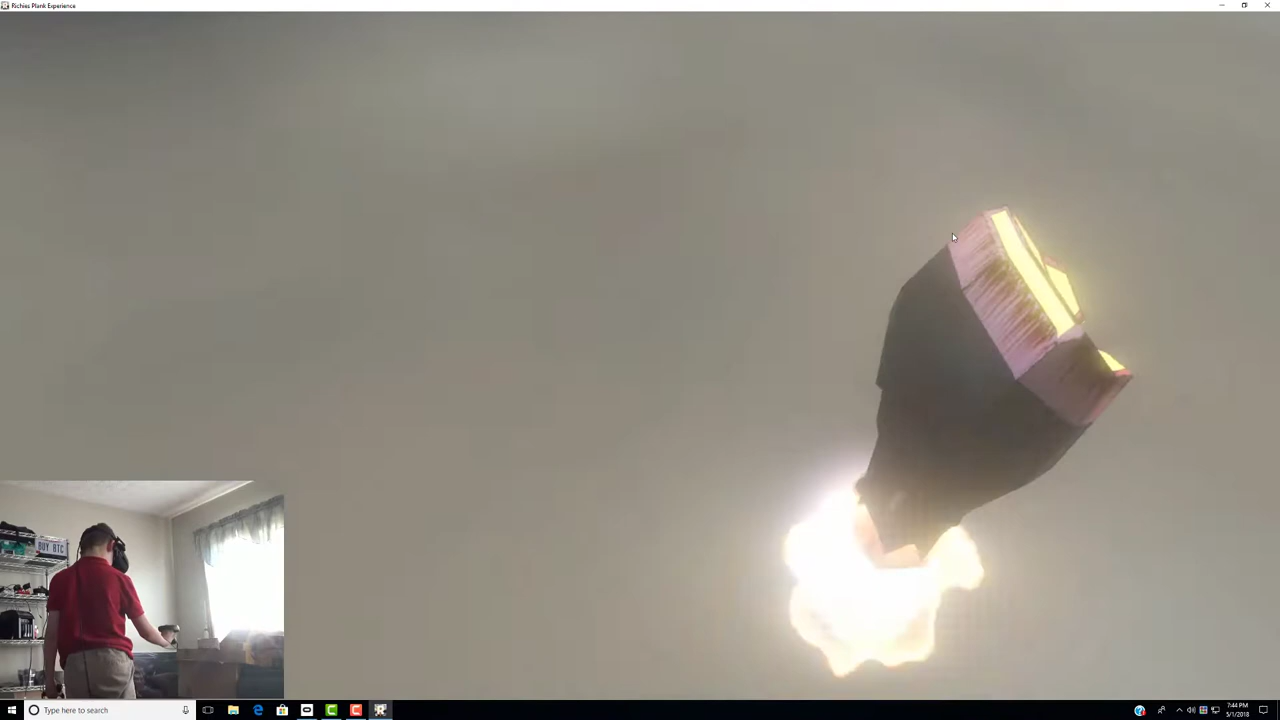 Richies Plank Experience
BUY BTC
Type here to search
7:44 PM
5/1/2018